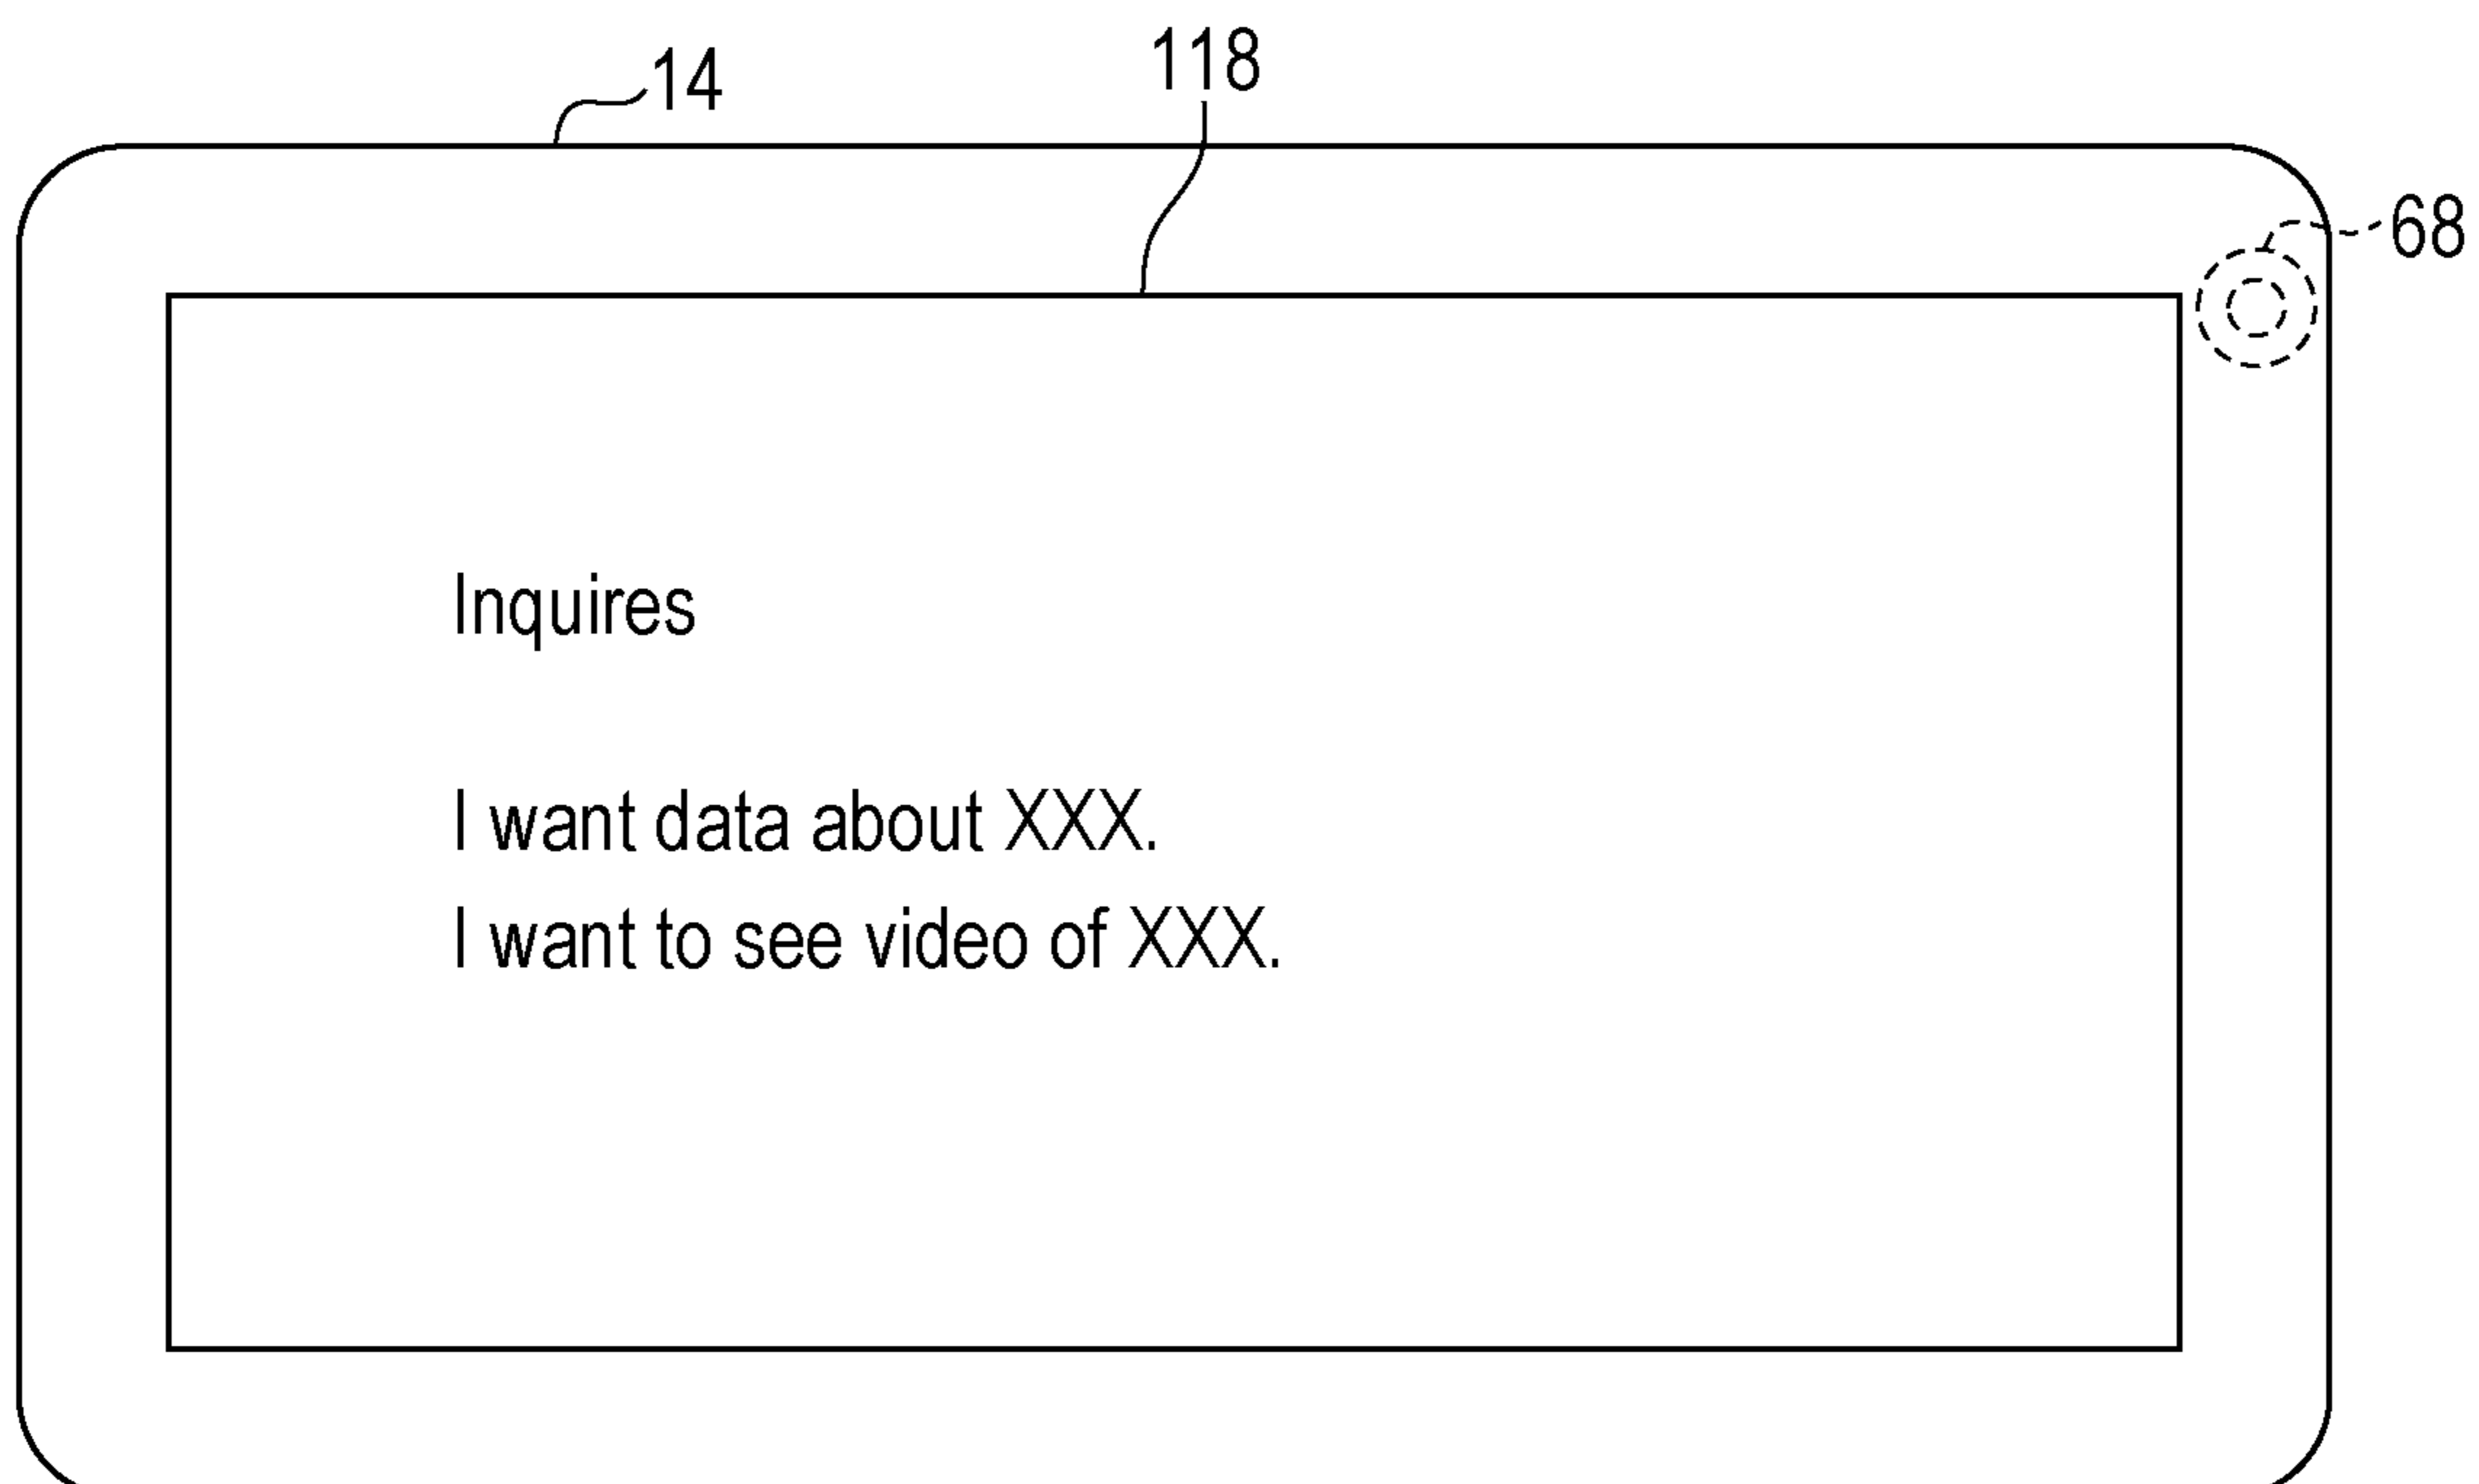 14
118
68
Inquires
I want data about XXX.
I want to see video of XXX.